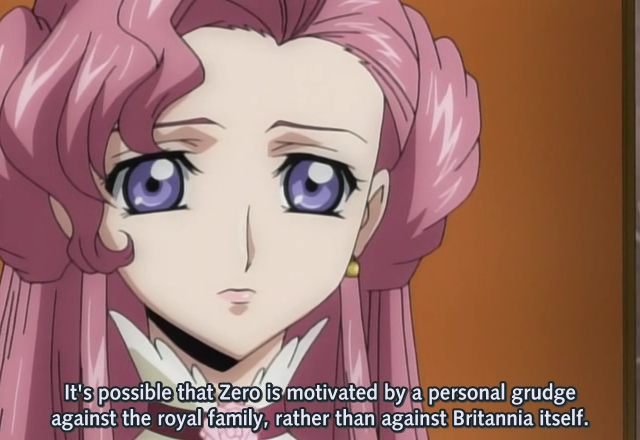 It's possible that Zero is motivated by a personal grudge
against the royal family, rather than against Britannia itself.